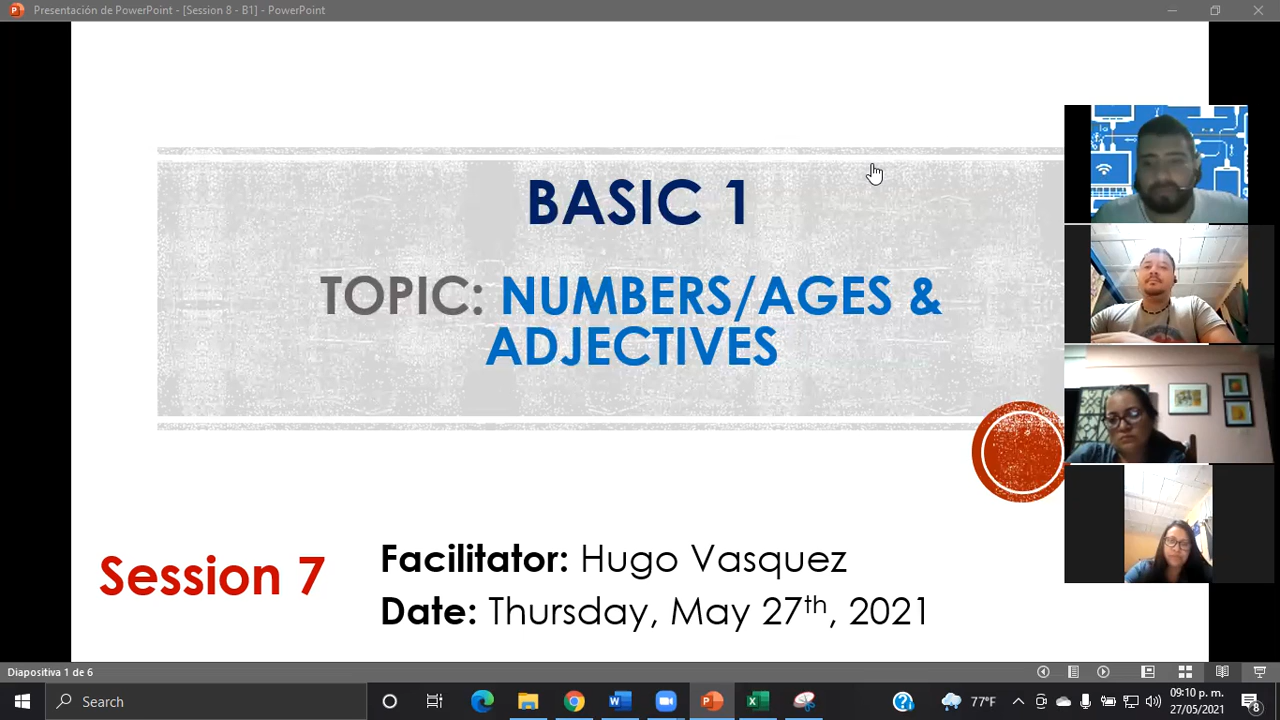 Presentación de PowerPoint - [Session 8 - B1] - PowerPoint
BASIC 1
TOPIC: NUMBERS/AGES &
ADJECTIVES
Session 7
Facilitator: Hugo Vasquez
Date: Thursday, May 27th, 2021
Diapositiva 1 de 6
Search
77°F
09:10 p. m.
27/05/2021
8